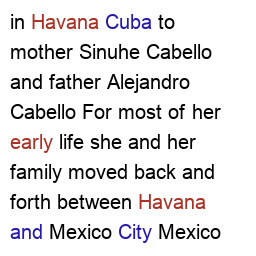 in Havana Cuba to
mother Sinuhe Cabello
and father Alejandro
Cabello For most of her
early life she and her
family moved back and
forth between Havana
and Mexico City Mexico